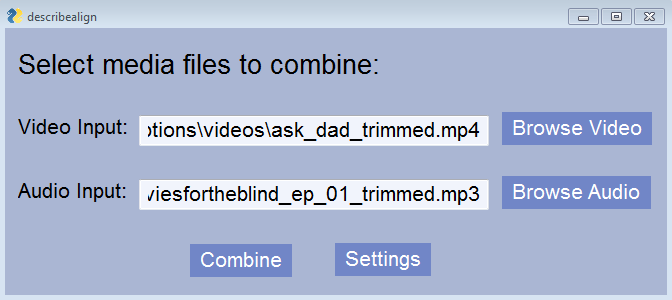 describealign
Select media files to combine:
Video Input: otions\videos\ask_dad_trimmed.mp4 Browse Video
Audio Input: viesfortheblind_ep_01_trimmed.mp3 Browse Audio
Combine Settings